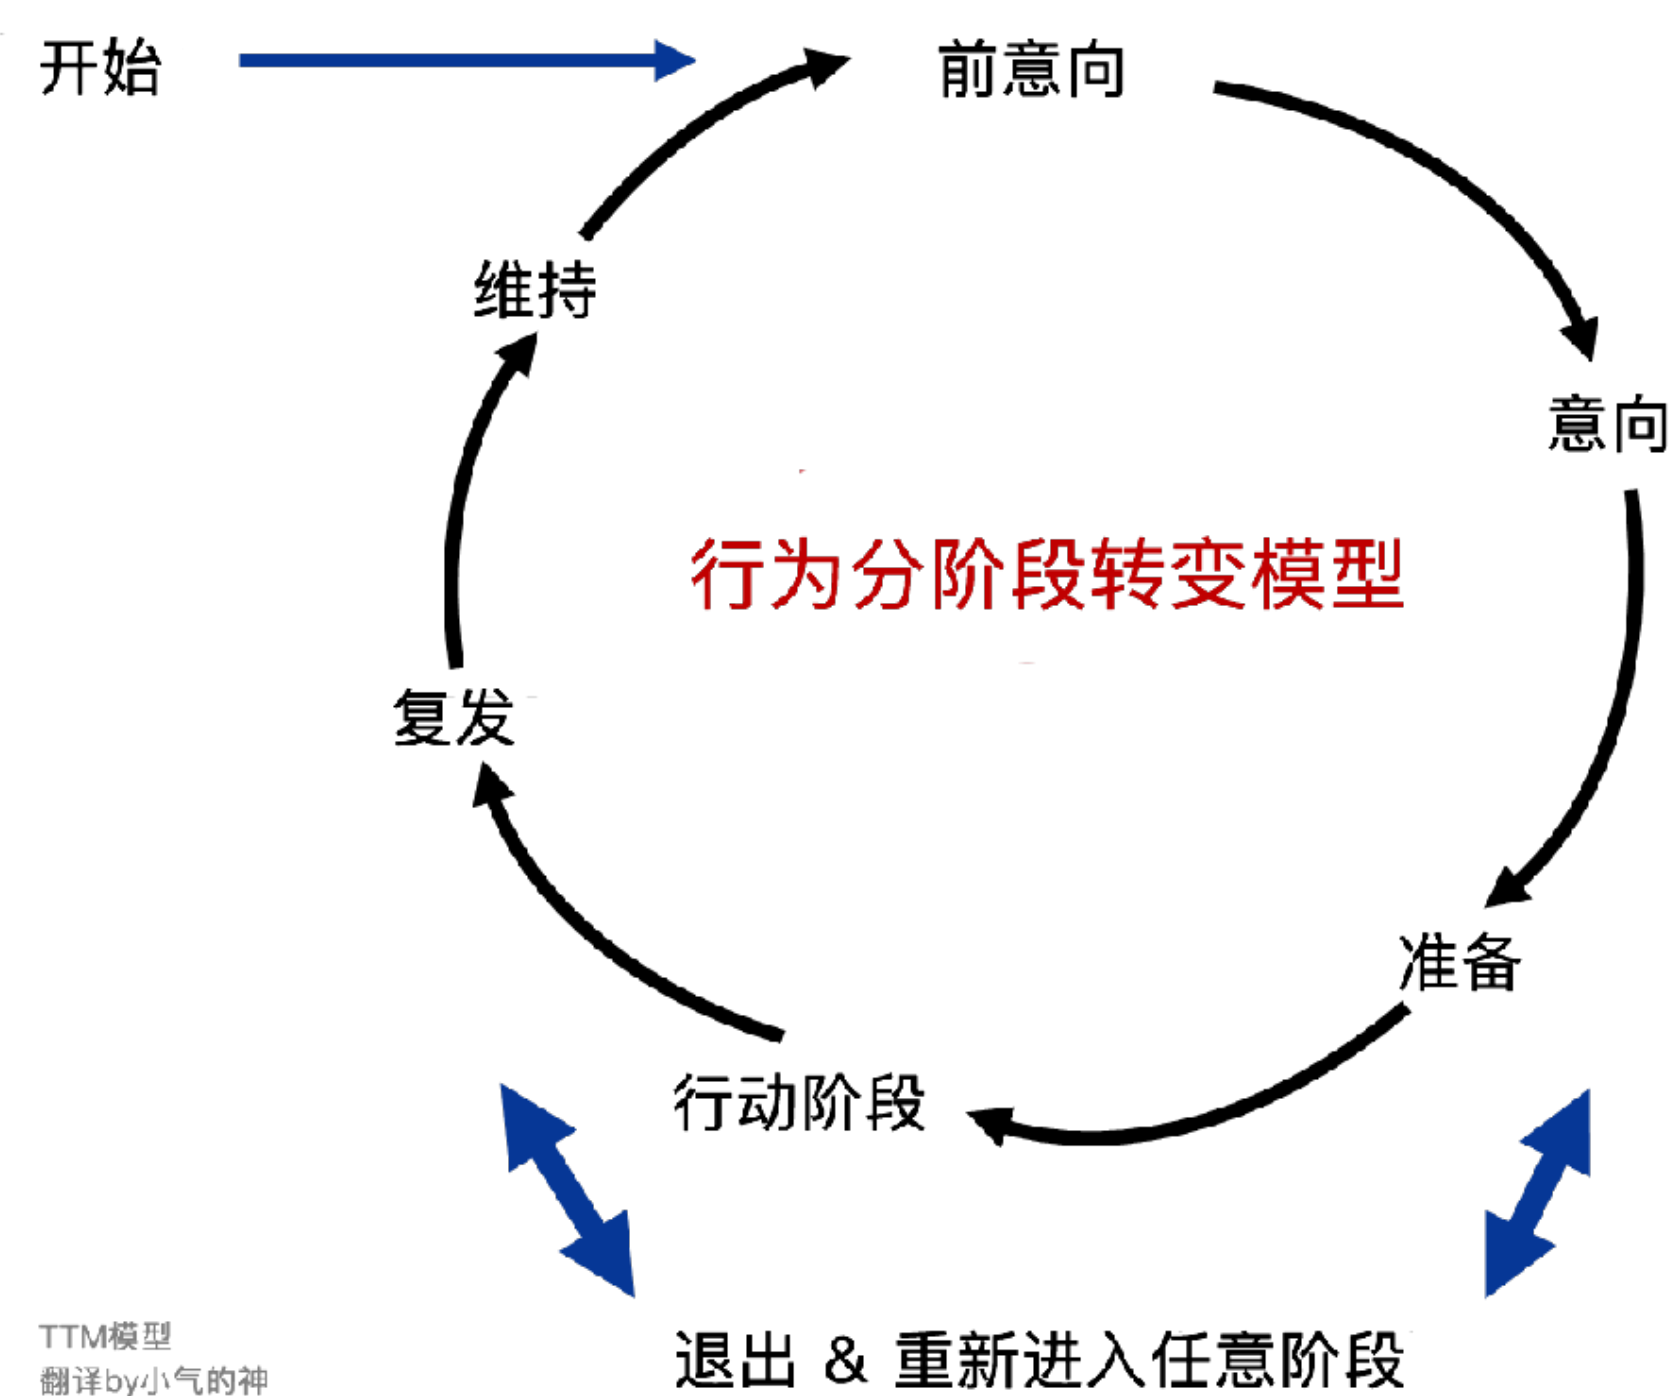 开始
前意向
维持
意向
行为分阶段转变模型
复发
准备
行动阶段
退出 & 重新进入任意阶段
TTM模型
翻译by小气的神